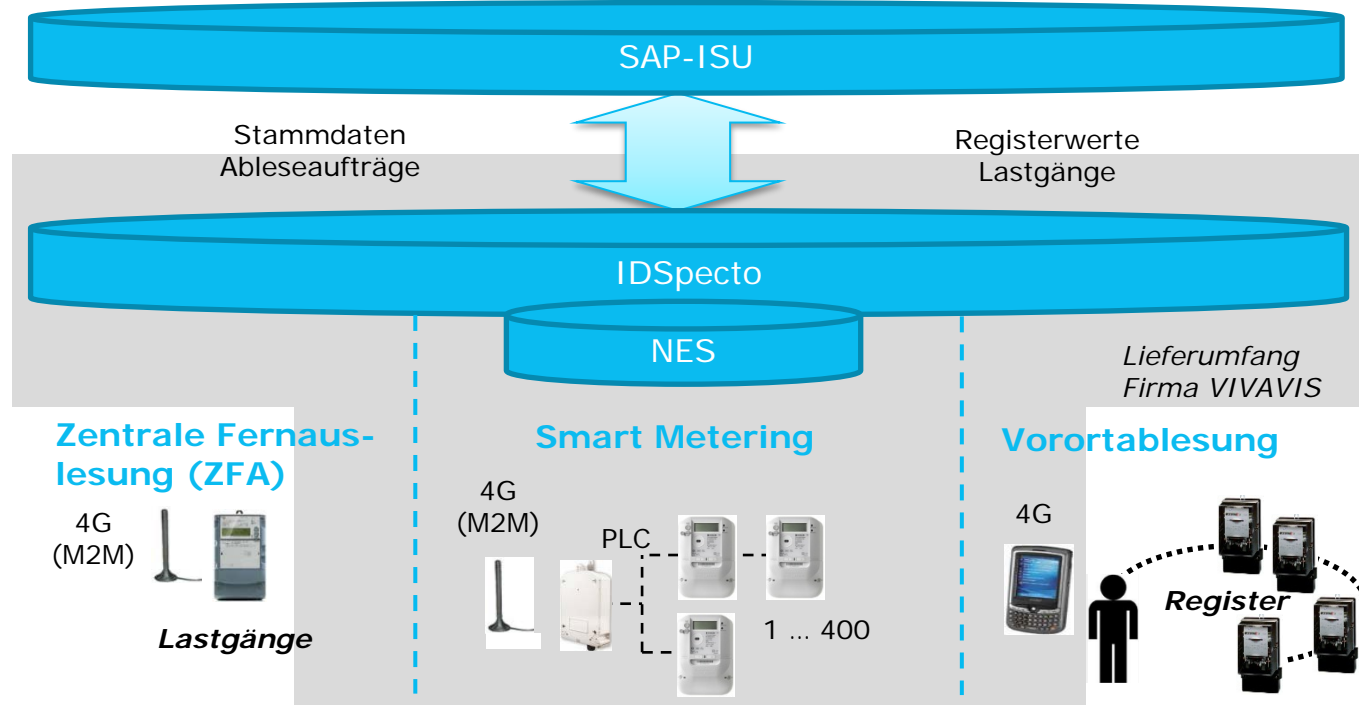 SAP-ISU
Stammdaten
Ableseaufträge
Registerwerte
Lastgänge
IDSpecto
NES
Lieferumfang
Firma VIVAVIS
Zentrale Fernaus-
lesung (ZFA)
Smart Metering
Vorortablesung
4G
(M2M)
Lastgänge
4G
(M2M)
PLC
1 ... 400
4G
Register